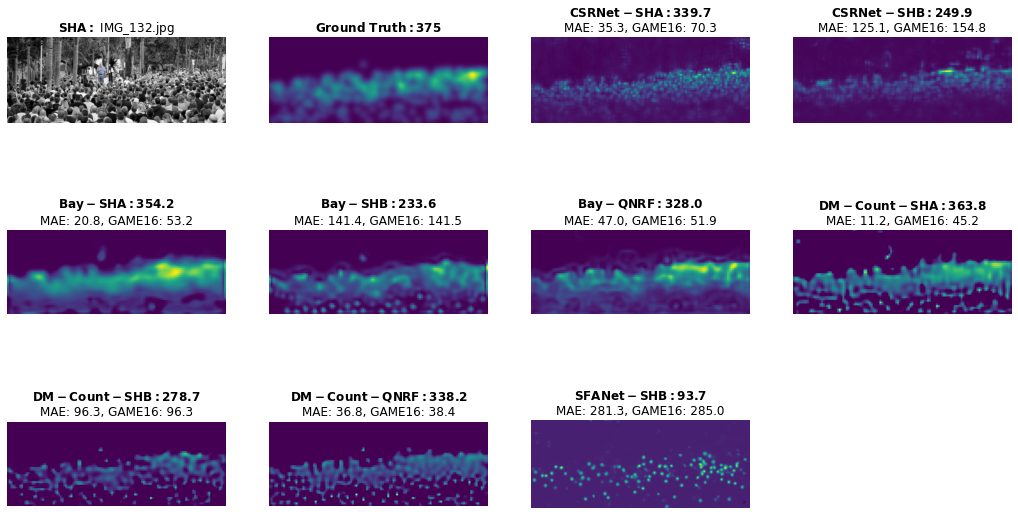 SHA: IMG_132.jpg
Ground Truth: 375
CSRNet-SHA: 339.7
MAE: 35.3, GAME16: 70.3
CSRNet-SHB: 249.9
MAE: 125.1, GAME16: 154.8
Bay-SHA: 354.2
MAE: 20.8, GAME16: 53.2
Bay-SHB: 233.6
MAE: 141.4, GAME16: 141.5
Bay-QNRF: 328.0
MAE: 47.0, GAME16: 51.9
DM-Count-SHA: 363.8
MAE: 11.2, GAME16: 45.2
DM-Count-SHB: 278.7
MAE: 96.3, GAME16: 96.3
DM-Count-QNRF: 338.2
MAE: 36.8, GAME16: 38.4
SFANet-SHB: 93.7
MAE: 281.3, GAME16: 285.0